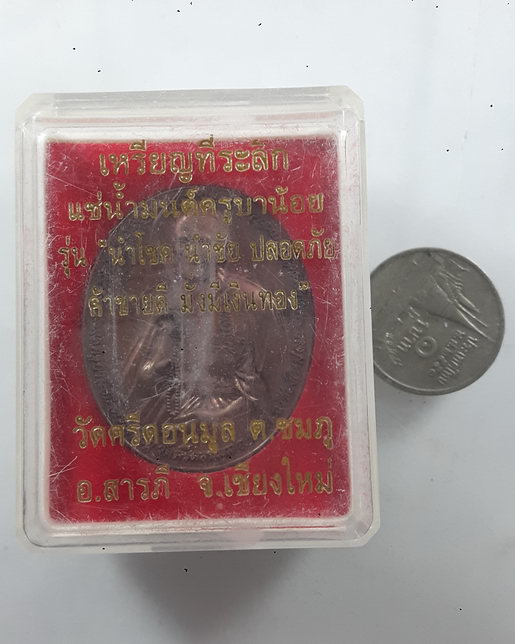 เหรียญที่ระลึก
แช่น้ำมนต์ครูบาน้อย
รุ่น "นำโชค นำชัย ปลอดภัย
ค้าขายดี มั่งมีเงินทอง"
วัดศรีดอนมูล ต.ชมภู
อ.สารภี จ.เชียงใหม่